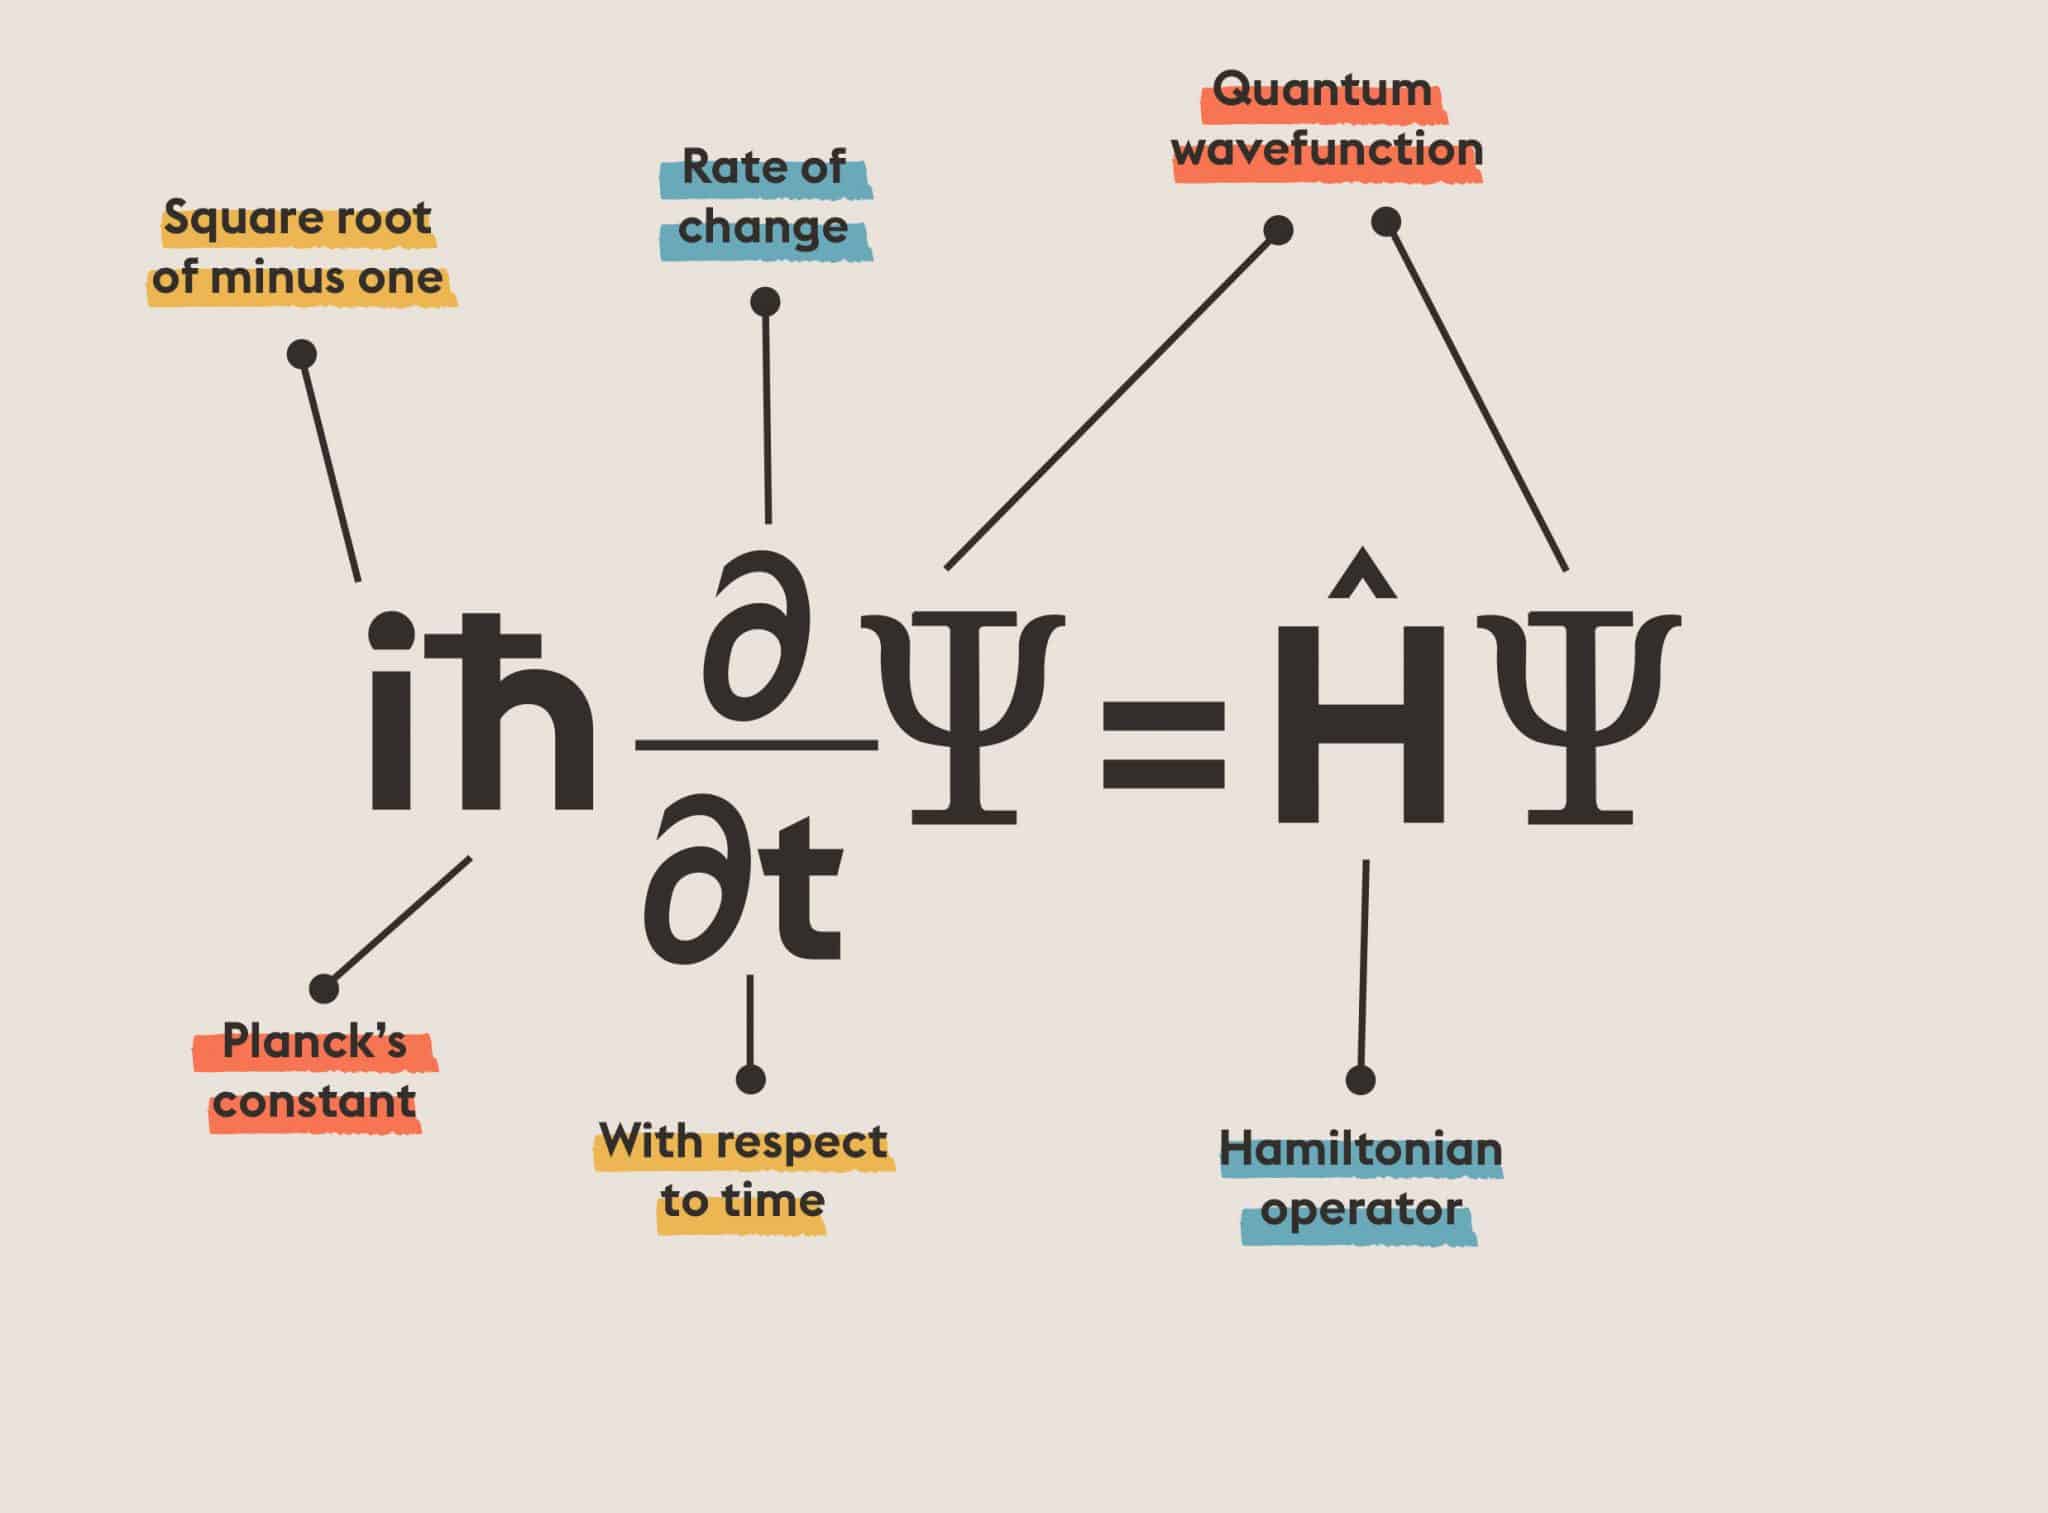 Quantum
wavefunction
Rate of
change
Square root
of minus one
iħ ∂/∂t Ψ = ĤΨ
Planck's
constant
With respect
to time
Hamiltonian
operator